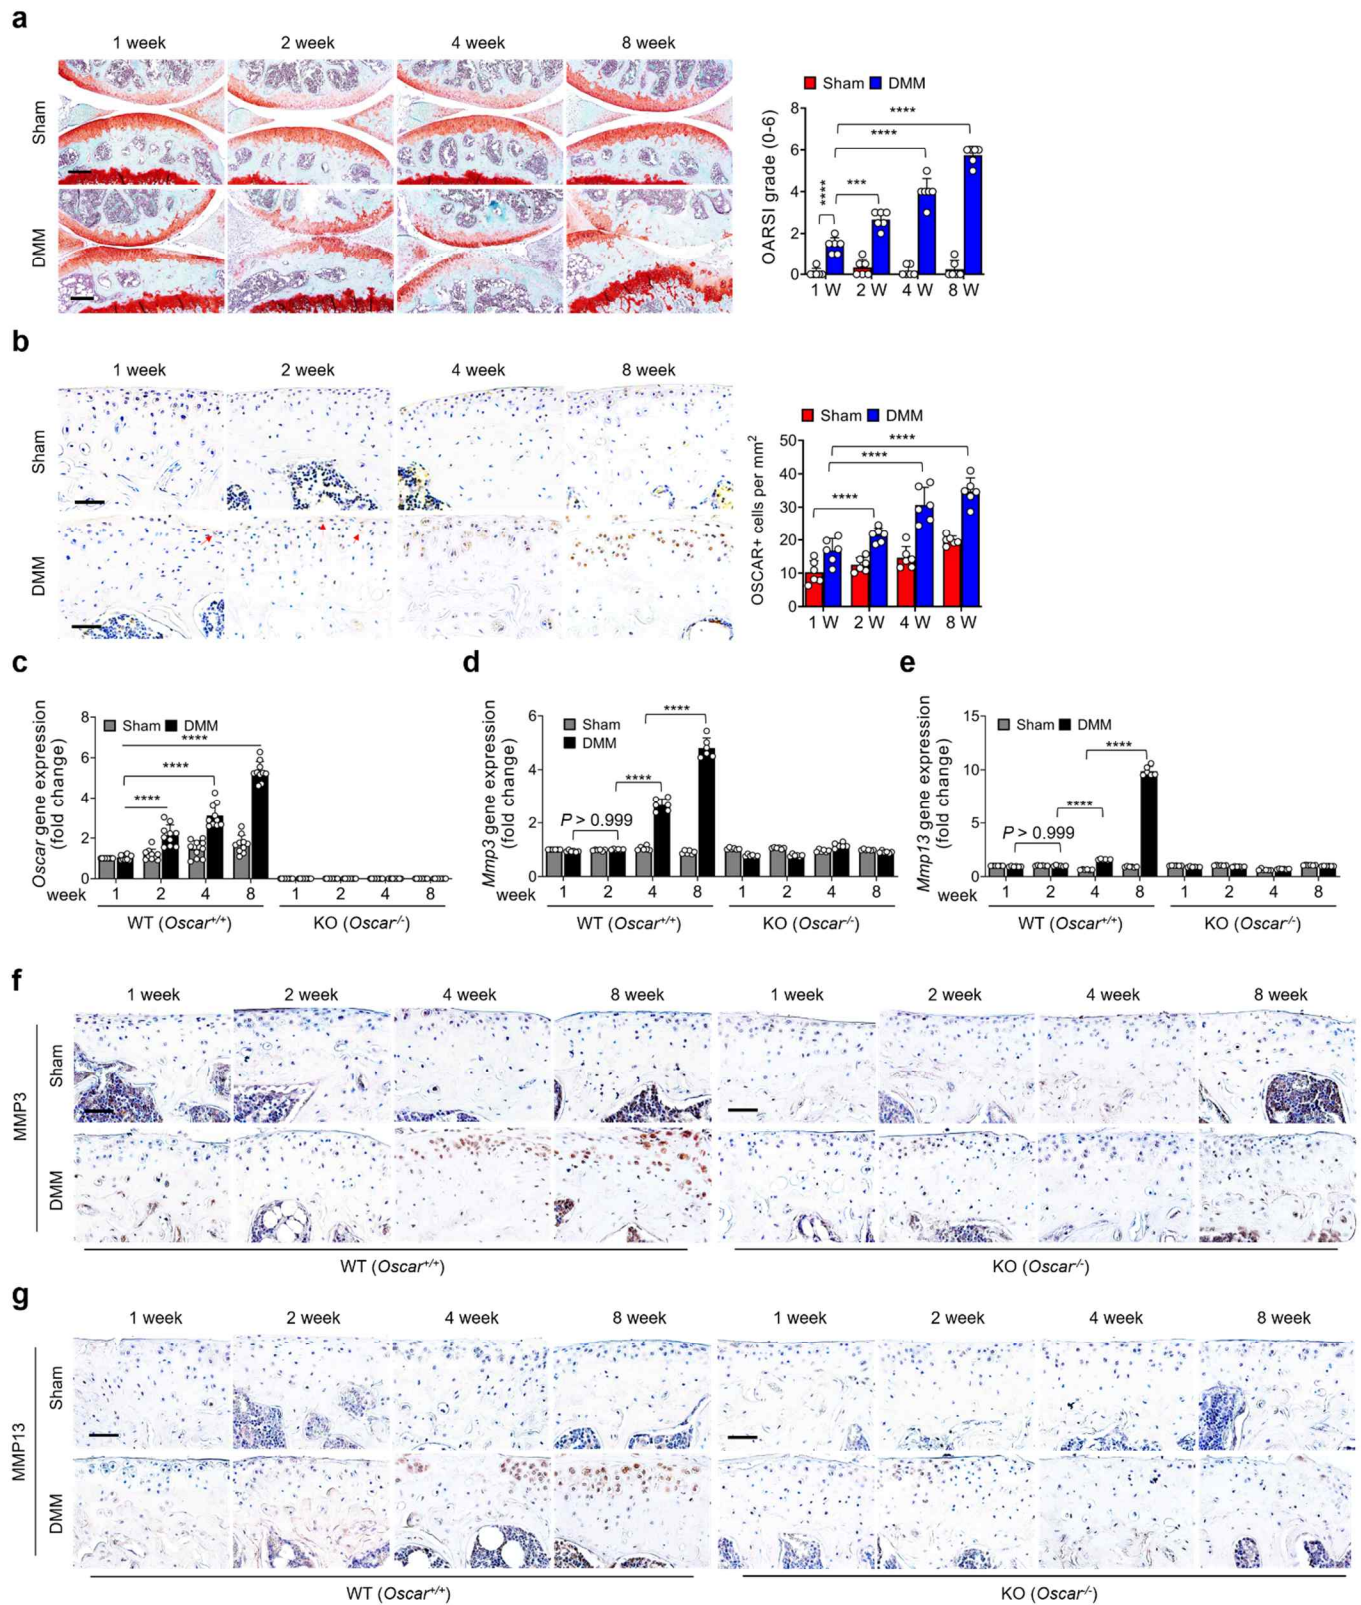 a
1 week 2 week 4 week 8 week
Sham
DMM
Sham DMM
OARSI grade (0-6)
8
6
4
2
0
**** 
****
****
***
1 W 2 W 4 W 8 W
b
1 week 2 week 4 week 8 week
Sham
DMM
Sham DMM
OSCAR+ cells per mm2
50
40
30
20
10
0
****
****
****
1 W 2 W 4 W 8 W
c
Oscar gene expression
(fold change)
Sham DMM
8
6
4
2
0
****
****
****
week 1 2 4 8 1 2 4 8
WT (Oscar+/+) KO (Oscar-/-)
d
Mmp3 gene expression
(fold change)
Sham
DMM
6
4
2
0
****
****
P > 0.999
week 1 2 4 8 1 2 4 8
WT (Oscar+/+) KO (Oscar-/-)
e
Mmp13 gene expression
(fold change)
Sham DMM
15
10
5
0
****
****
P > 0.999
week 1 2 4 8 1 2 4 8
WT (Oscar+/+) KO (Oscar-/-)
f
1 week 2 week 4 week 8 week 1 week 2 week 4 week 8 week
MMP3
Sham
DMM
WT (Oscar+/+) KO (Oscar-/-)
g
1 week 2 week 4 week 8 week 1 week 2 week 4 week 8 week
MMP13
Sham
DMM
WT (Oscar+/+) KO (Oscar-/-)